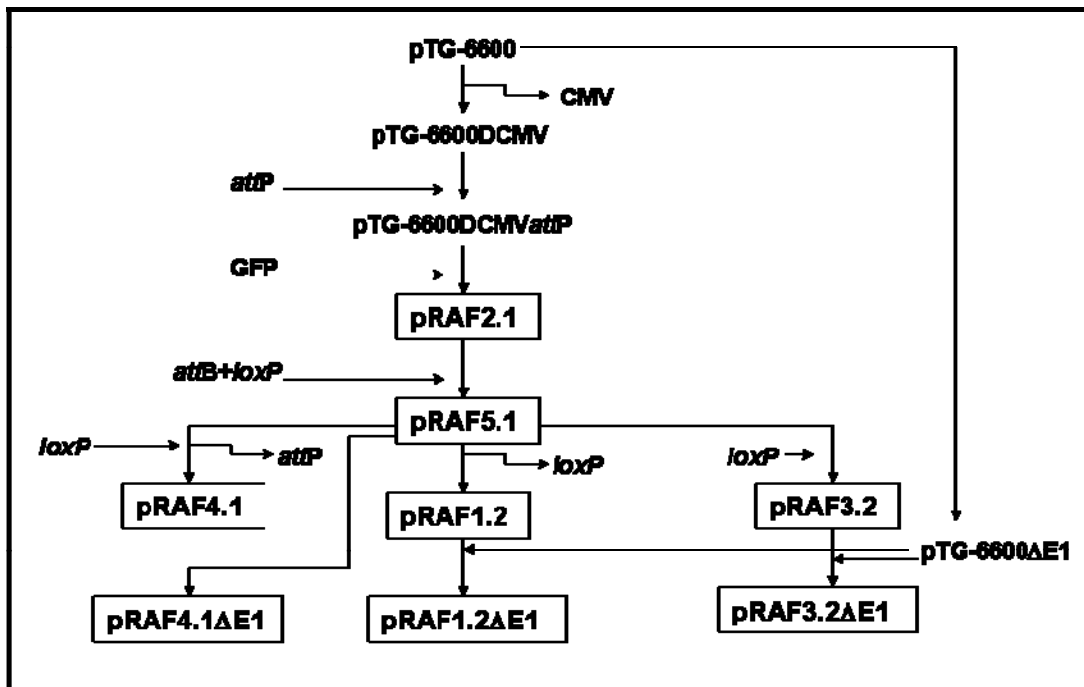 pTG-6600
CMV
pTG-6600DCMV
attP
pTG-6600DCMVattP
GFP
pRAF2.1
attB+loxP
pRAF5.1
loxP
attP
loxP
loxP
pRAF4.1
pRAF1.2
pRAF3.2
pTG-6600ΔE1
pRAF4.1ΔE1
pRAF1.2ΔE1
pRAF3.2ΔE1